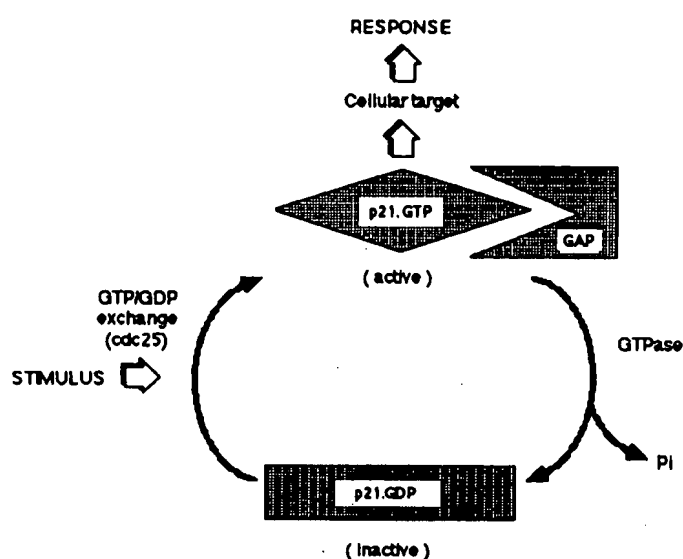 RESPONSE
Cellular target
p21.GTP
GAP
( active )
GTP/GDP
exchange
(cdc25)
GTPase
STIMULUS
Pi
p21.GDP
( inactive )